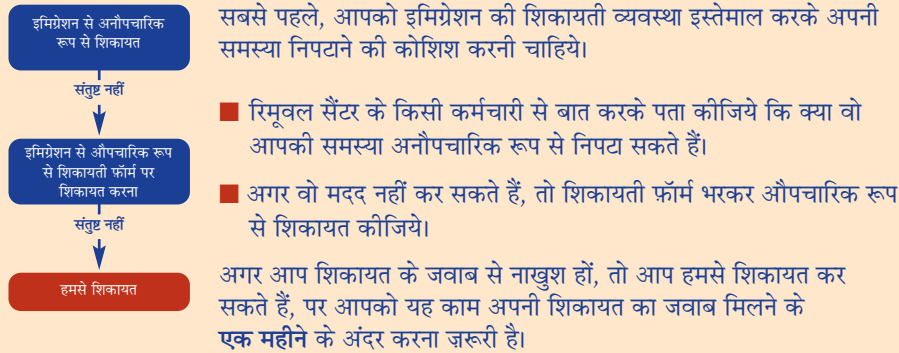 इमिग्रेशन से अनौपचारिक
रूप से शिकायत
संतुष्ट नहीं
इमिग्रेशन से औपचारिक रूप
से शिकायती फ़ॉर्म पर
शिकायत करना
संतुष्ट नहीं
हमसे शिकायत
सबसे पहले, आपको इमिग्रेशन की शिकायती व्यवस्था इस्तेमाल करके अपनी
समस्या निपटाने की कोशिश करनी चाहिये।
■ रिमूवल सैंटर के किसी कर्मचारी से बात करके पता कीजिये कि क्या वो
आपकी समस्या अनौपचारिक रूप से निपटा सकते हैं।
■ अगर वो मदद नहीं कर सकते हैं, तो शिकायती फ़ॉर्म भरकर औपचारिक रूप
से शिकायत कीजिये।
अगर आप शिकायत के जवाब से नाखुश हों, तो आप हमसे शिकायत कर
सकते हैं, पर आपको यह काम अपनी शिकायत का जवाब मिलने के
एक महीने के अंदर करना ज़रूरी है।